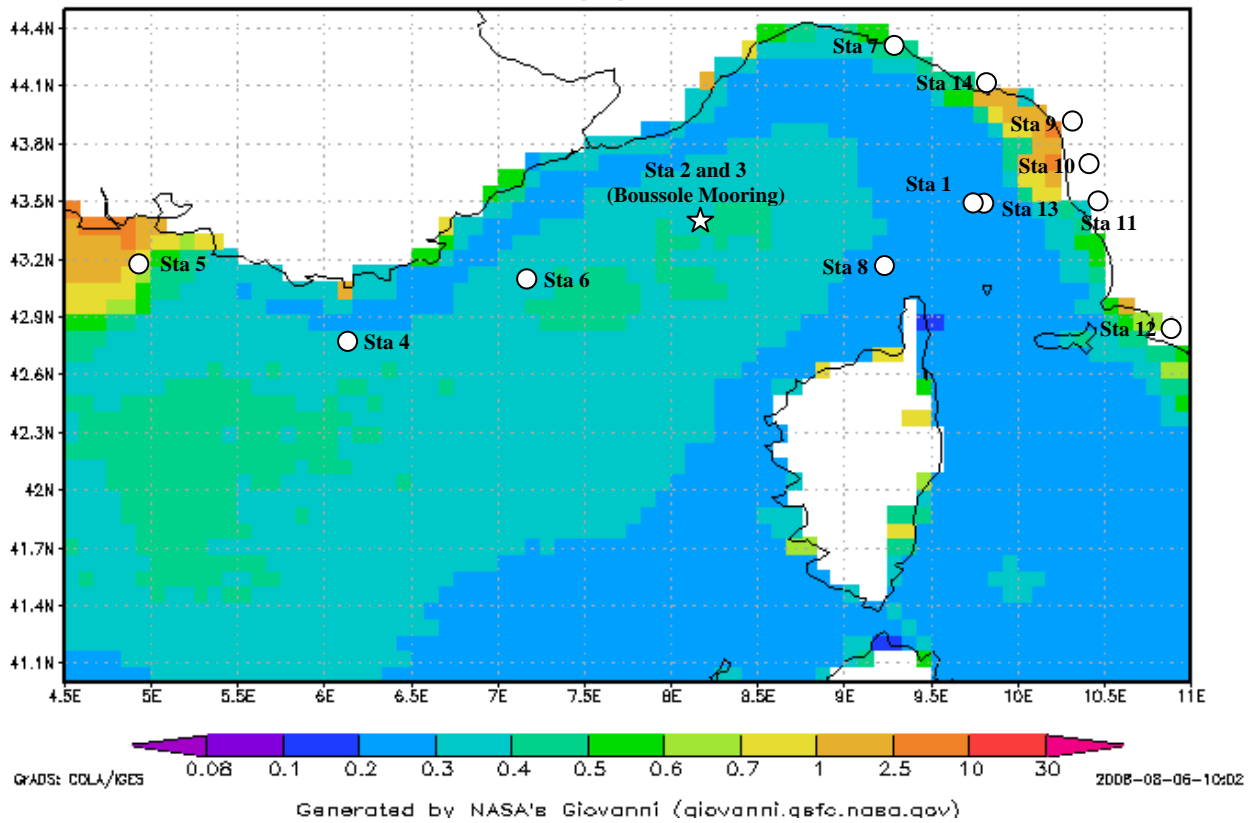 44.4N
44.1N
43.8N
43.5N
43.2N
42.9N
42.6N
42.3N
42N
41.7N
41.4N
41.1N
Sta 7
Sta 14
Sta 9
Sta 10
Sta 2 and 3
(Boussole Mooring)
Sta 1
Sta 13
Sta 11
Sta 5
Sta 6
Sta 8
Sta 4
Sta 12
4.5E 5E 5.5E 6E 6.5E 7E 7.5E 8E 8.5E 9E 9.5E 10E 10.5E 11E
0.08 0.1 0.2 0.3 0.4 0.5 0.6 0.7 1 2.5 10 30
GrADS: COLA/IGES
2008-08-06-10:02
Generated by NASA's Giovanni (giovanni.gsfc.nasa.gov)